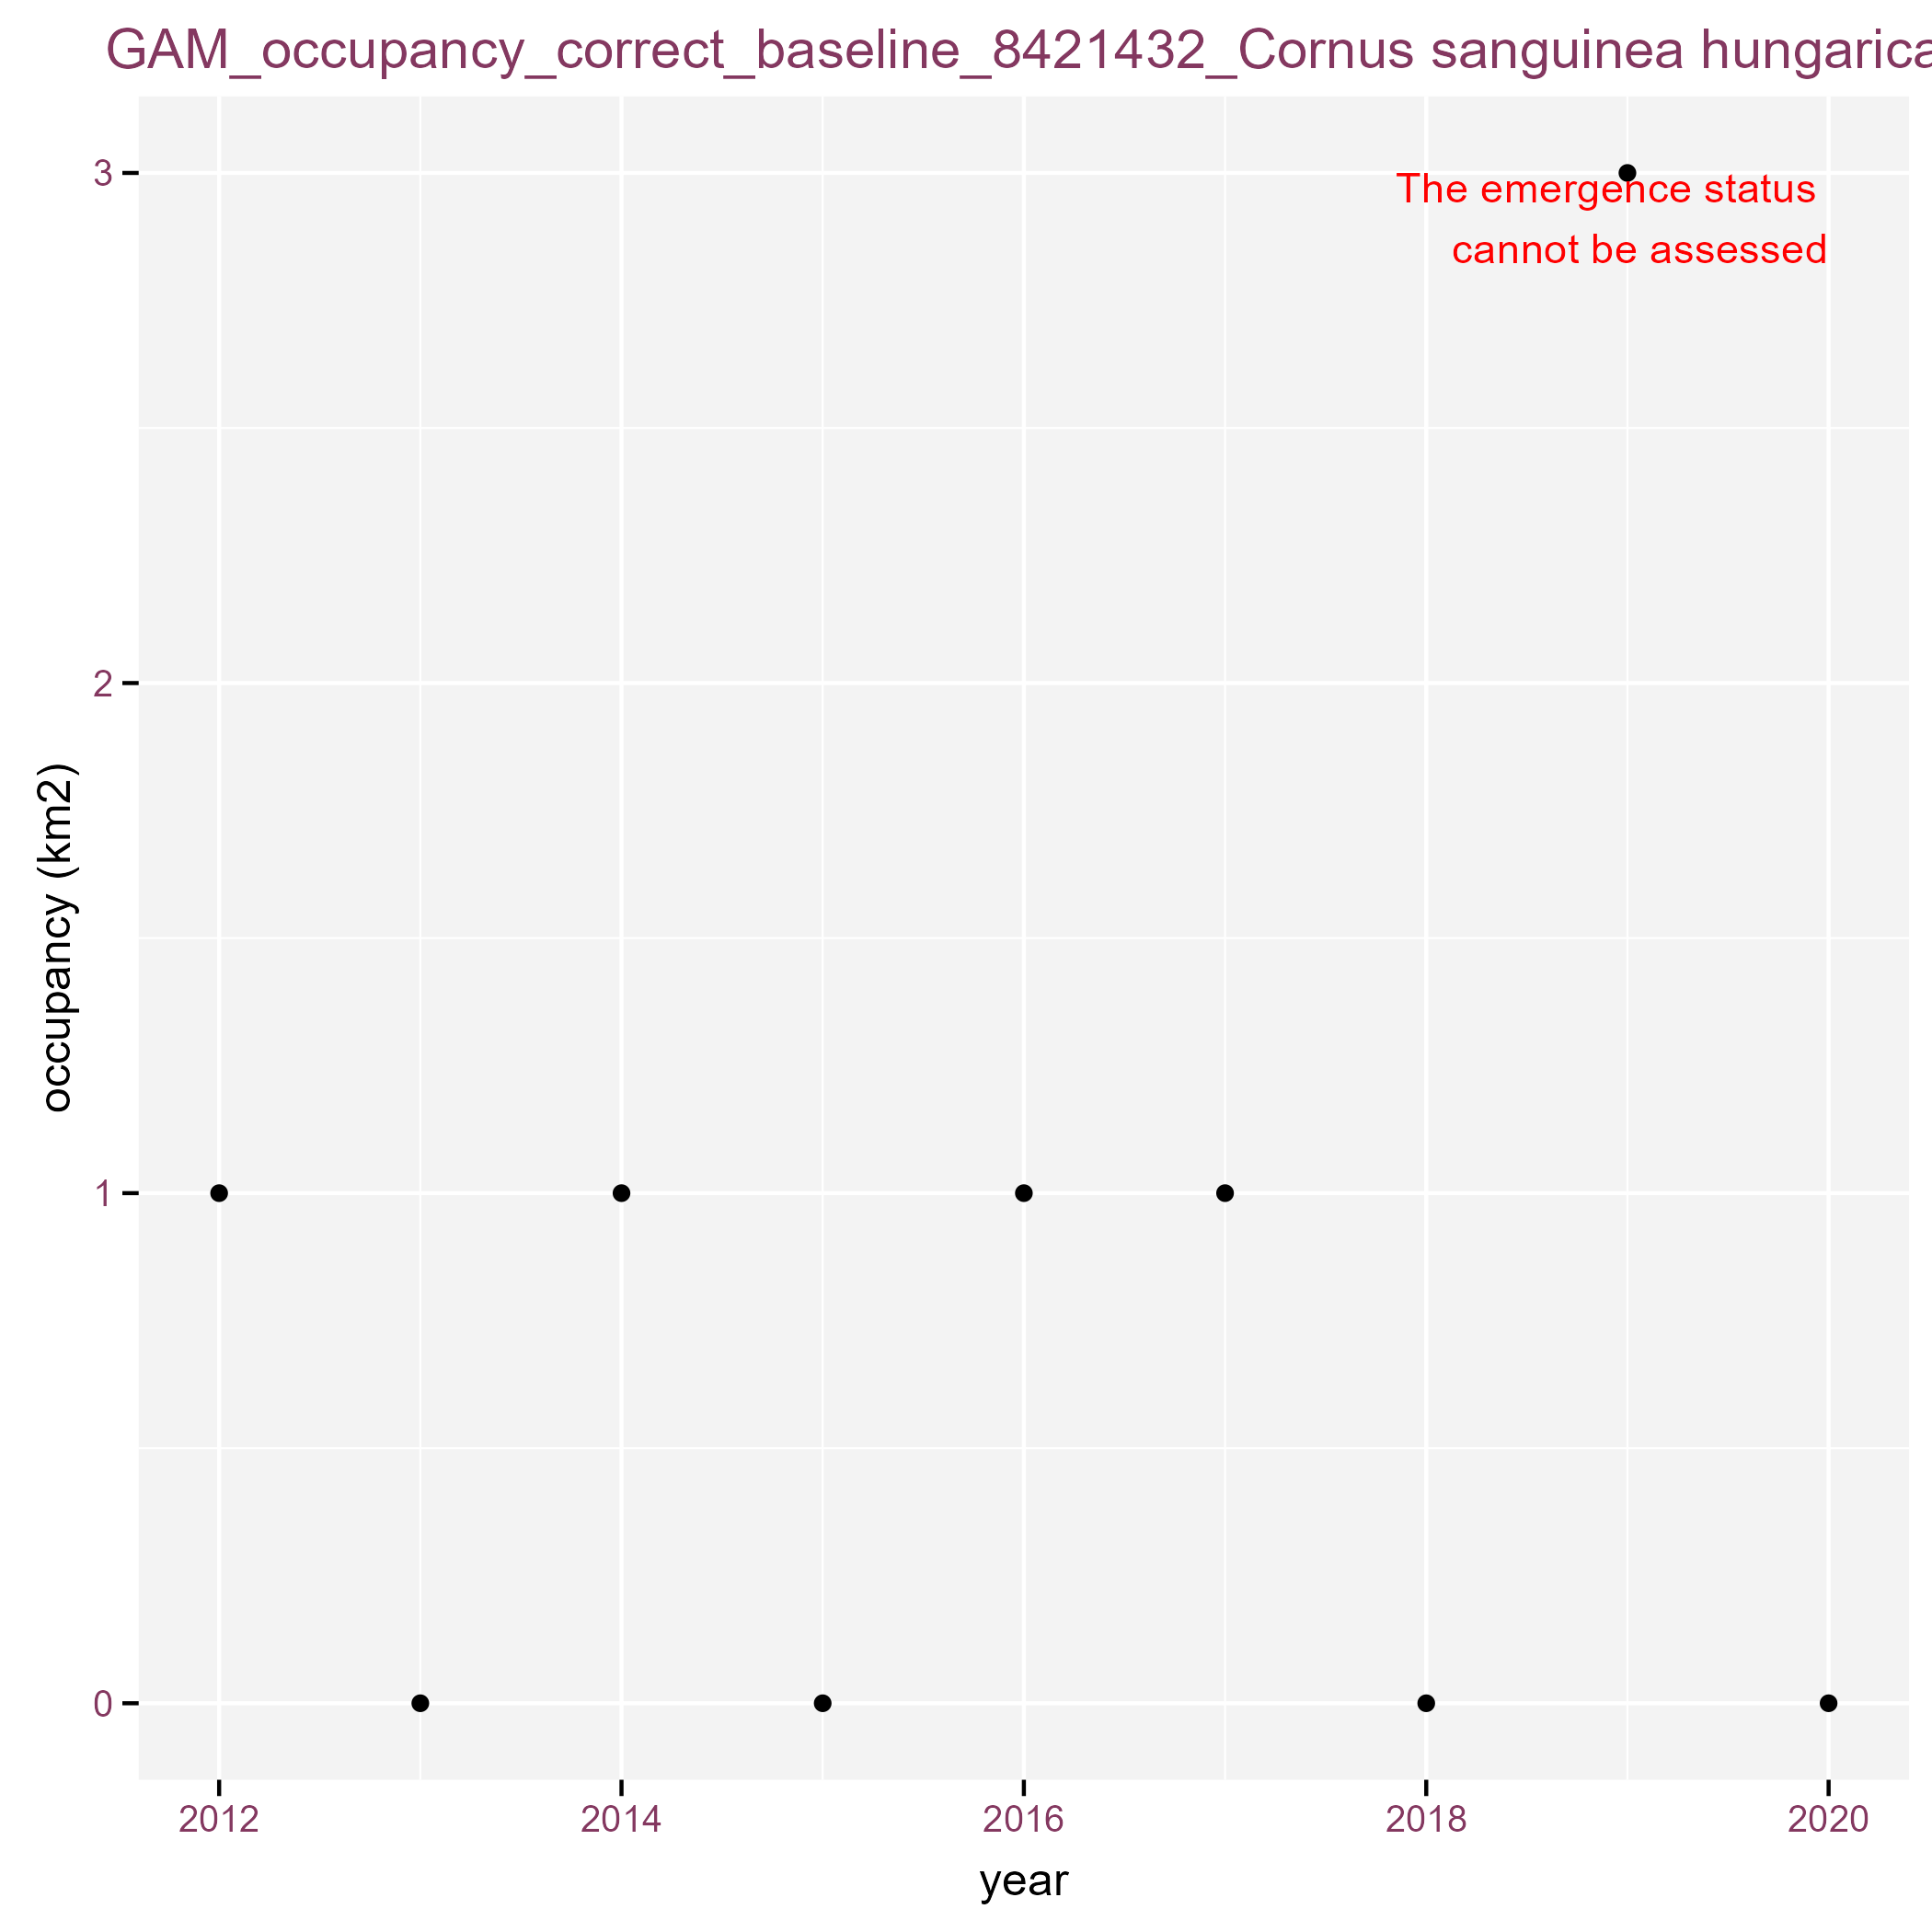 GAM_occupancy_correct_baseline_8421432_Cornus sanguinea hungarica
3
The emergence status
cannot be assessed
2
occupancy (km2)
1
0
2012 2014 2016 2018 2020
year